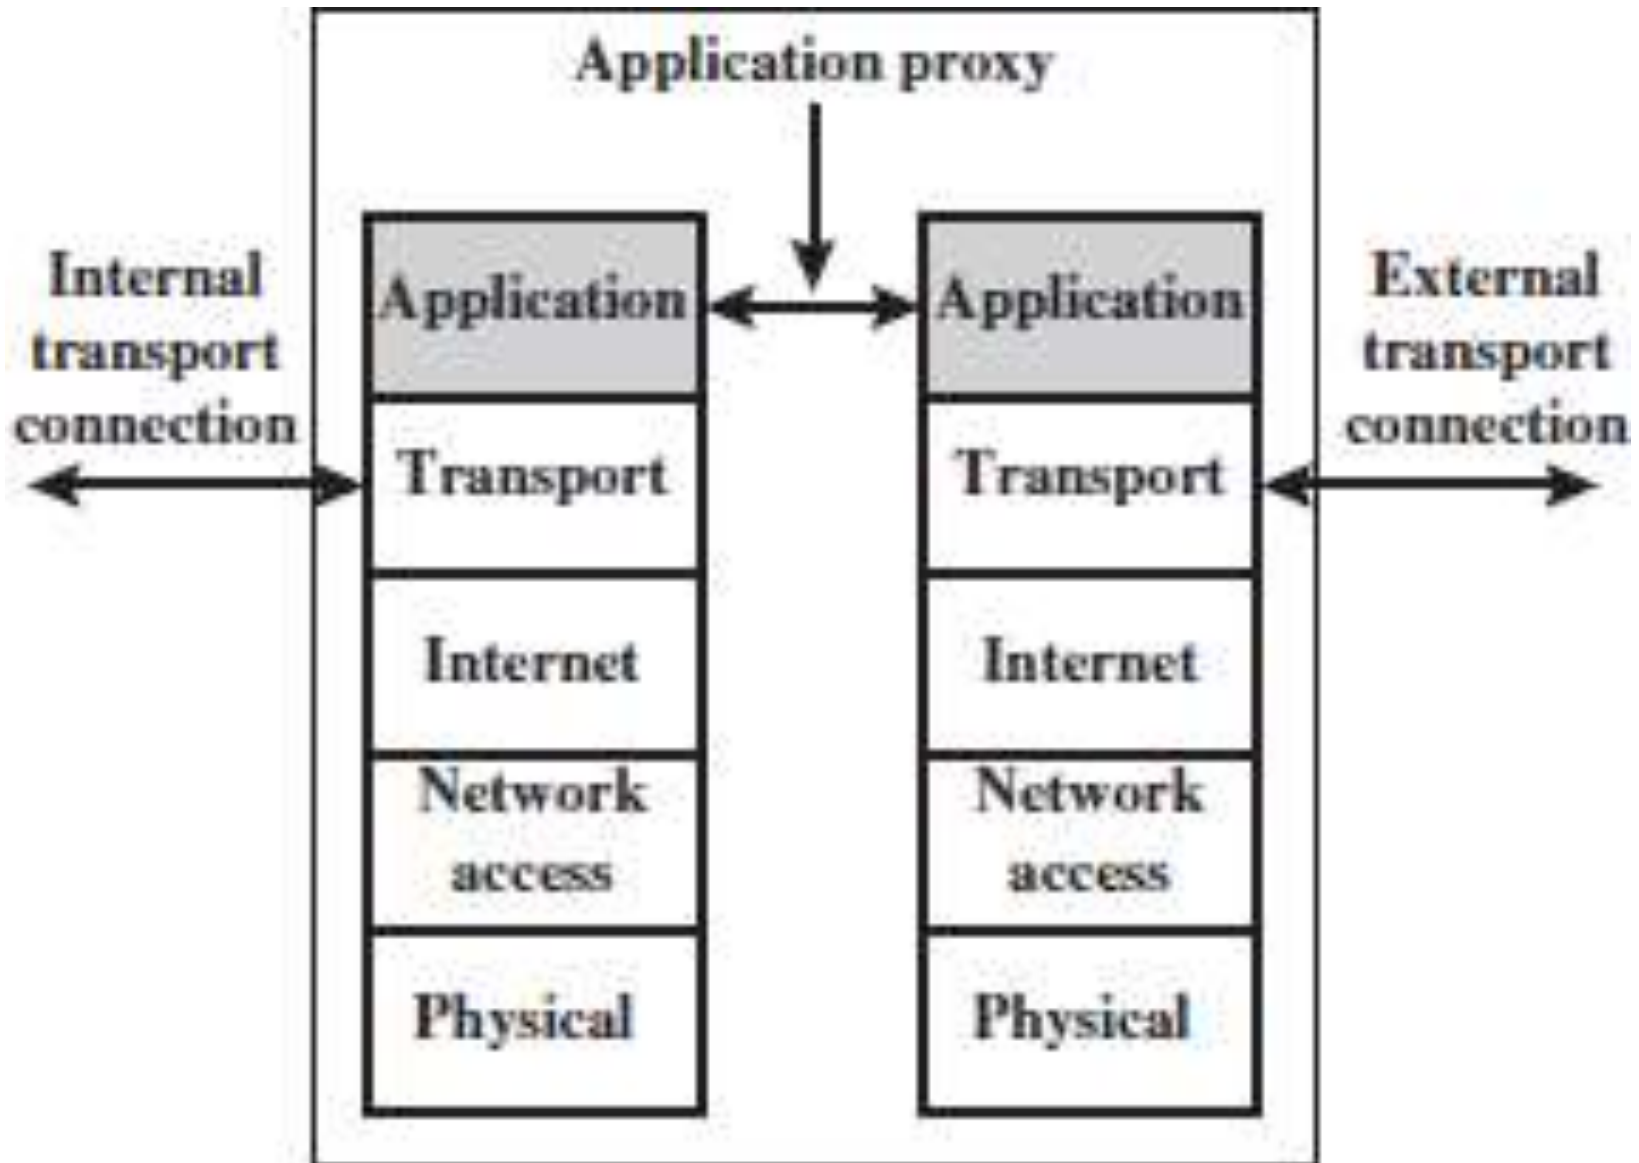 Application proxy
Internal
transport
connection
Application
Transport
Internet
Network
access
Physical
Application
Transport
Internet
Network
access
Physical
External
transport
connection